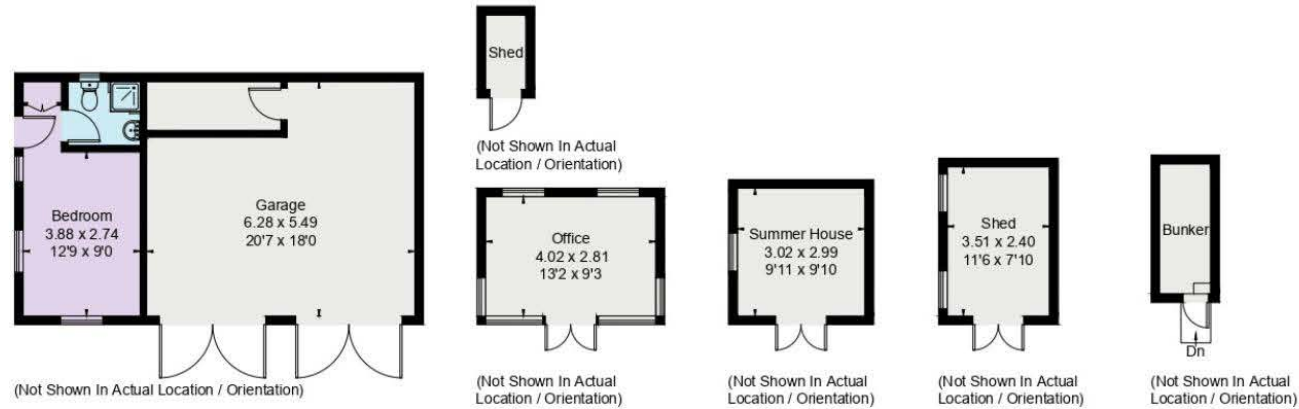 Bedroom
3.88 x 2.74
12'9 x 9'0
Garage
6.28 x 5.49
20'7 x 18'0
(Not Shown In Actual Location / Orientation)
Shed
(Not Shown In Actual
Location / Orientation)
Office
4.02 x 2.81
13'2 x 9'3
(Not Shown In Actual
Location / Orientation)
Summer House
3.02 x 2.99
9'11 x 9'10
(Not Shown In Actual
Location / Orientation)
Shed
3.51 x 2.40
11'6 x 7'10
(Not Shown In Actual
Location / Orientation)
Bunker
Dn
(Not Shown In Actual
Location / Orientation)